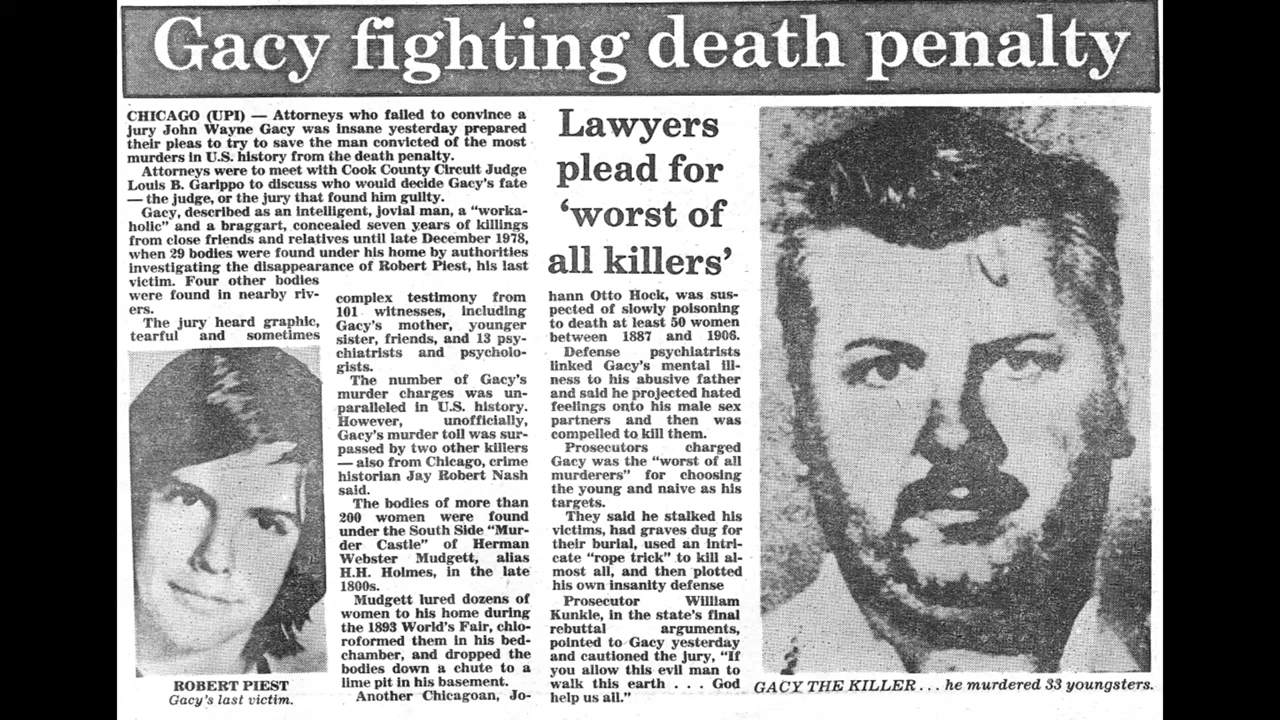 Gacy fighting death penalty
CHICAGO (UPI) — Attorneys who failed to convince a
jury John Wayne Gacy was insane yesterday prepared
their pleas to try to save the man convicted of the most
murders in U.S. history from the death penalty.
Attorneys were to meet with Cook County Circuit Judge
Louis B. Garippo to discuss who would decide Gacy's fate
— the judge, or the jury that found him guilty.
Gacy, described as an intelligent, jovial man, a "worka-
holic" and a braggart, concealed seven years of killings
from close friends and relatives until late December 1978,
when 29 bodies were found under his home by authorities
investigating the disappearance of Robert Piest, his last
victim. Four other bodies
were found in nearby riv-
ers.
The jury heard graphic,
tearful and sometimes
ROBERT PIEST
Gacy's last victim.
complex testimony from
101 witnesses, including
Gacy's mother, younger
sister, friends, and 13 psy-
chiatrists and psycholo-
gists.
The number of Gacy's
murder charges was un-
paralleled in U.S. history.
However, unofficially,
Gacy's murder toll was sur-
passed by two other killers
— also from Chicago, crime
historian Jay Robert Nash
said.
The bodies of more than
200 women were found
under the South Side "Mur-
der Castle" of Herman
Webster Mudgett, alias
H.H. Holmes, in the late
1800s.
Mudgett lured dozens of
women to his home during
the 1893 World's Fair, chlo-
roformed them in his bed-
chamber, and dropped the
bodies down a chute to a
lime pit in his basement.
Another Chicagoan, Jo-
Lawyers
plead for
'worst of
all killers'
hann Otto Hock, was sus-
pected of slowly poisoning
to death at least 50 women
between 1887 and 1906.
Defense psychiatrists
linked Gacy's mental ill-
ness to his abusive father
and said he projected hated
feelings onto his male sex
partners and then was
compelled to kill them.
Prosecutors charged
Gacy was the "worst of all
murderers" for choosing
the young and naive as his
targets.
They said he stalked his
victims, had graves dug for
their burial, used an intri-
cate "rope trick" to kill al-
most all, and then plotted
his own insanity defense
Prosecutor William
Kunkle, in the state's final
rebuttal arguments,
pointed to Gacy yesterday
and cautioned the jury, "If
you allow this evil man to
walk this earth . . . God
help us all."
GACY THE KILLER . . . he murdered 33 youngsters.